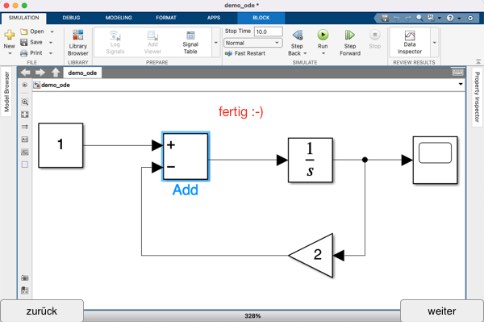 demo_ode *
SIMULATION DEBUG MODELING FORMAT APPS BLOCK
New
Open
Save
Print
FILE
Library
Browser
LIBRARY
Log
Signals
Add
Viewer
Signal
Table
PREPARE
Stop Time 10.0
Normal
Fast Restart
Step
Back
Run
Step
Forward
Stop
SIMULATE
Data
Inspector
REVIEW RESULTS
Model Browser
demo_ode
demo_ode
Property Inspector
fertig :-)
1
+
−
Add
1
s
2
zurück
328%
weiter